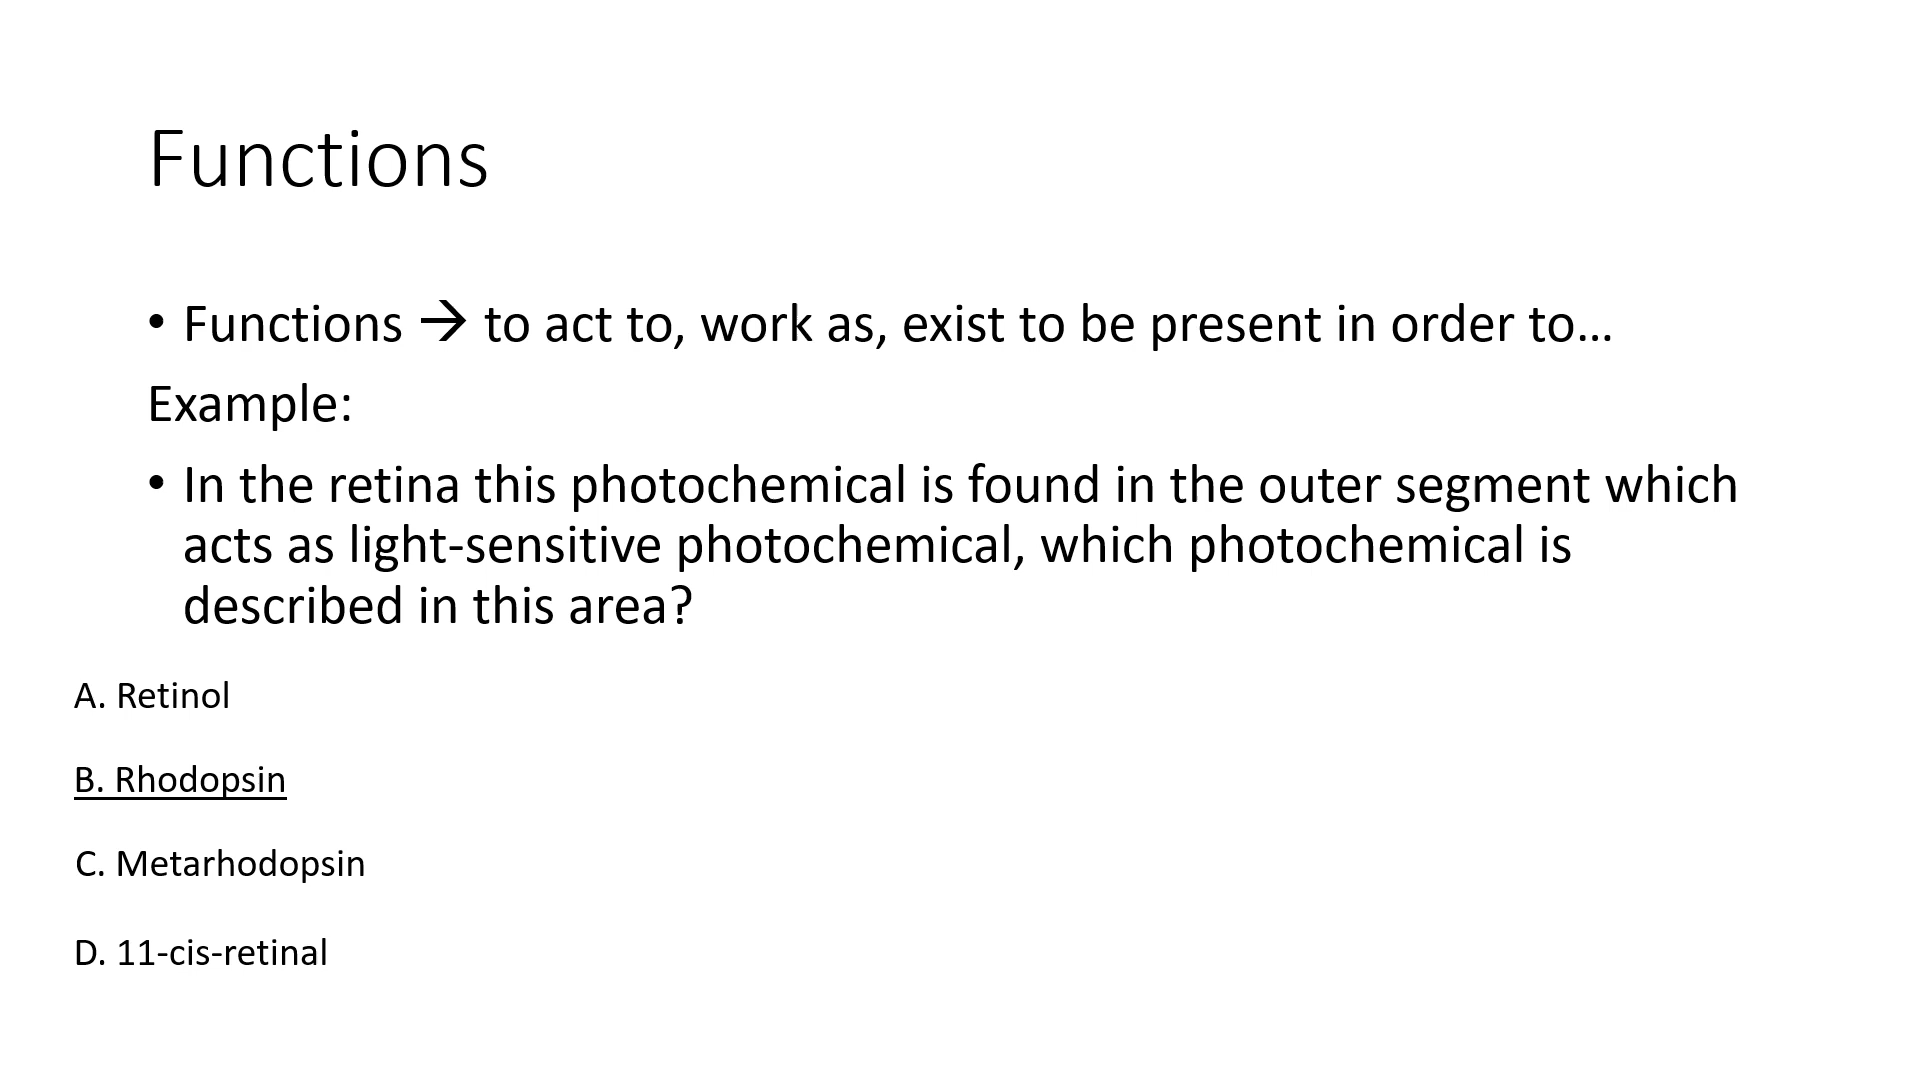 Functions
• Functions → to act to, work as, exist to be present in order to…
Example:
• In the retina this photochemical is found in the outer segment which
acts as light-sensitive photochemical, which photochemical is
described in this area?
A. Retinol
B. Rhodopsin
C. Metarhodopsin
D. 11-cis-retinal